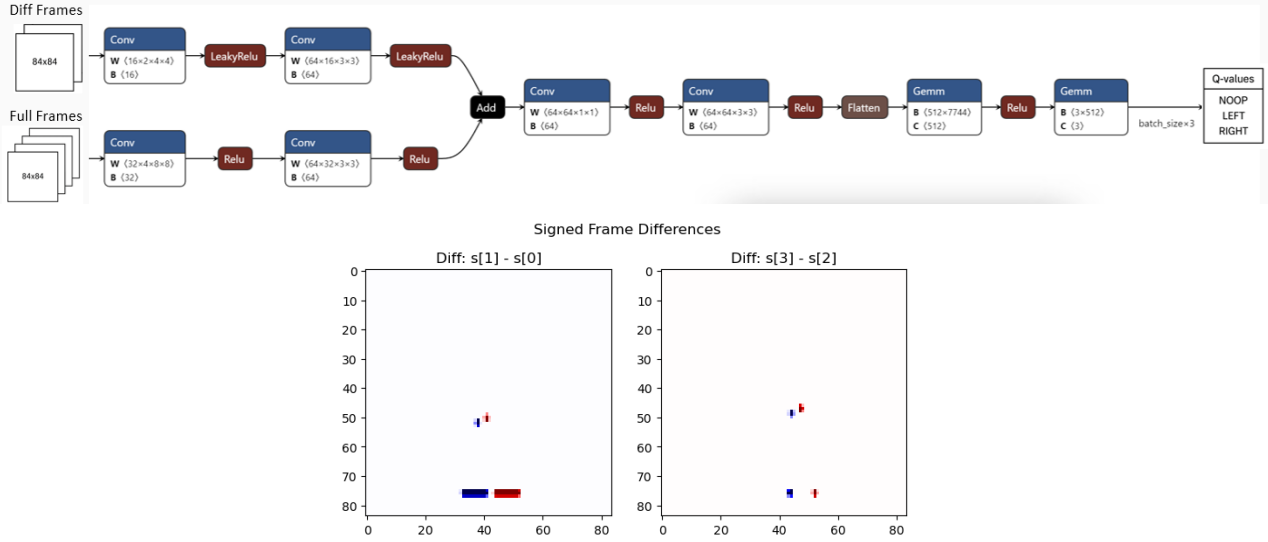 Diff Frames
84x84
Conv
W ⟨16×2×4×4⟩
B ⟨16⟩
LeakyRelu
Conv
W ⟨64×16×3×3⟩
B ⟨64⟩
LeakyRelu
Full Frames
84x84
Conv
W ⟨32×4×8×8⟩
B ⟨32⟩
Relu
Conv
W ⟨64×32×3×3⟩
B ⟨64⟩
Relu
Add
Conv
W ⟨64×64×1×1⟩
B ⟨64⟩
Relu
Conv
W ⟨64×64×3×3⟩
B ⟨64⟩
Relu
Flatten
Gemm
B ⟨512×7744⟩
C ⟨512⟩
Relu
Gemm
B ⟨3×512⟩
C ⟨3⟩
batch_size×3
Q-values
NOOP
LEFT
RIGHT
Signed Frame Differences
Diff: s[1] - s[0]
0
10
20
30
40
50
60
70
80
0 20 40 60 80
Diff: s[3] - s[2]
0
10
20
30
40
50
60
70
80
0 20 40 60 80